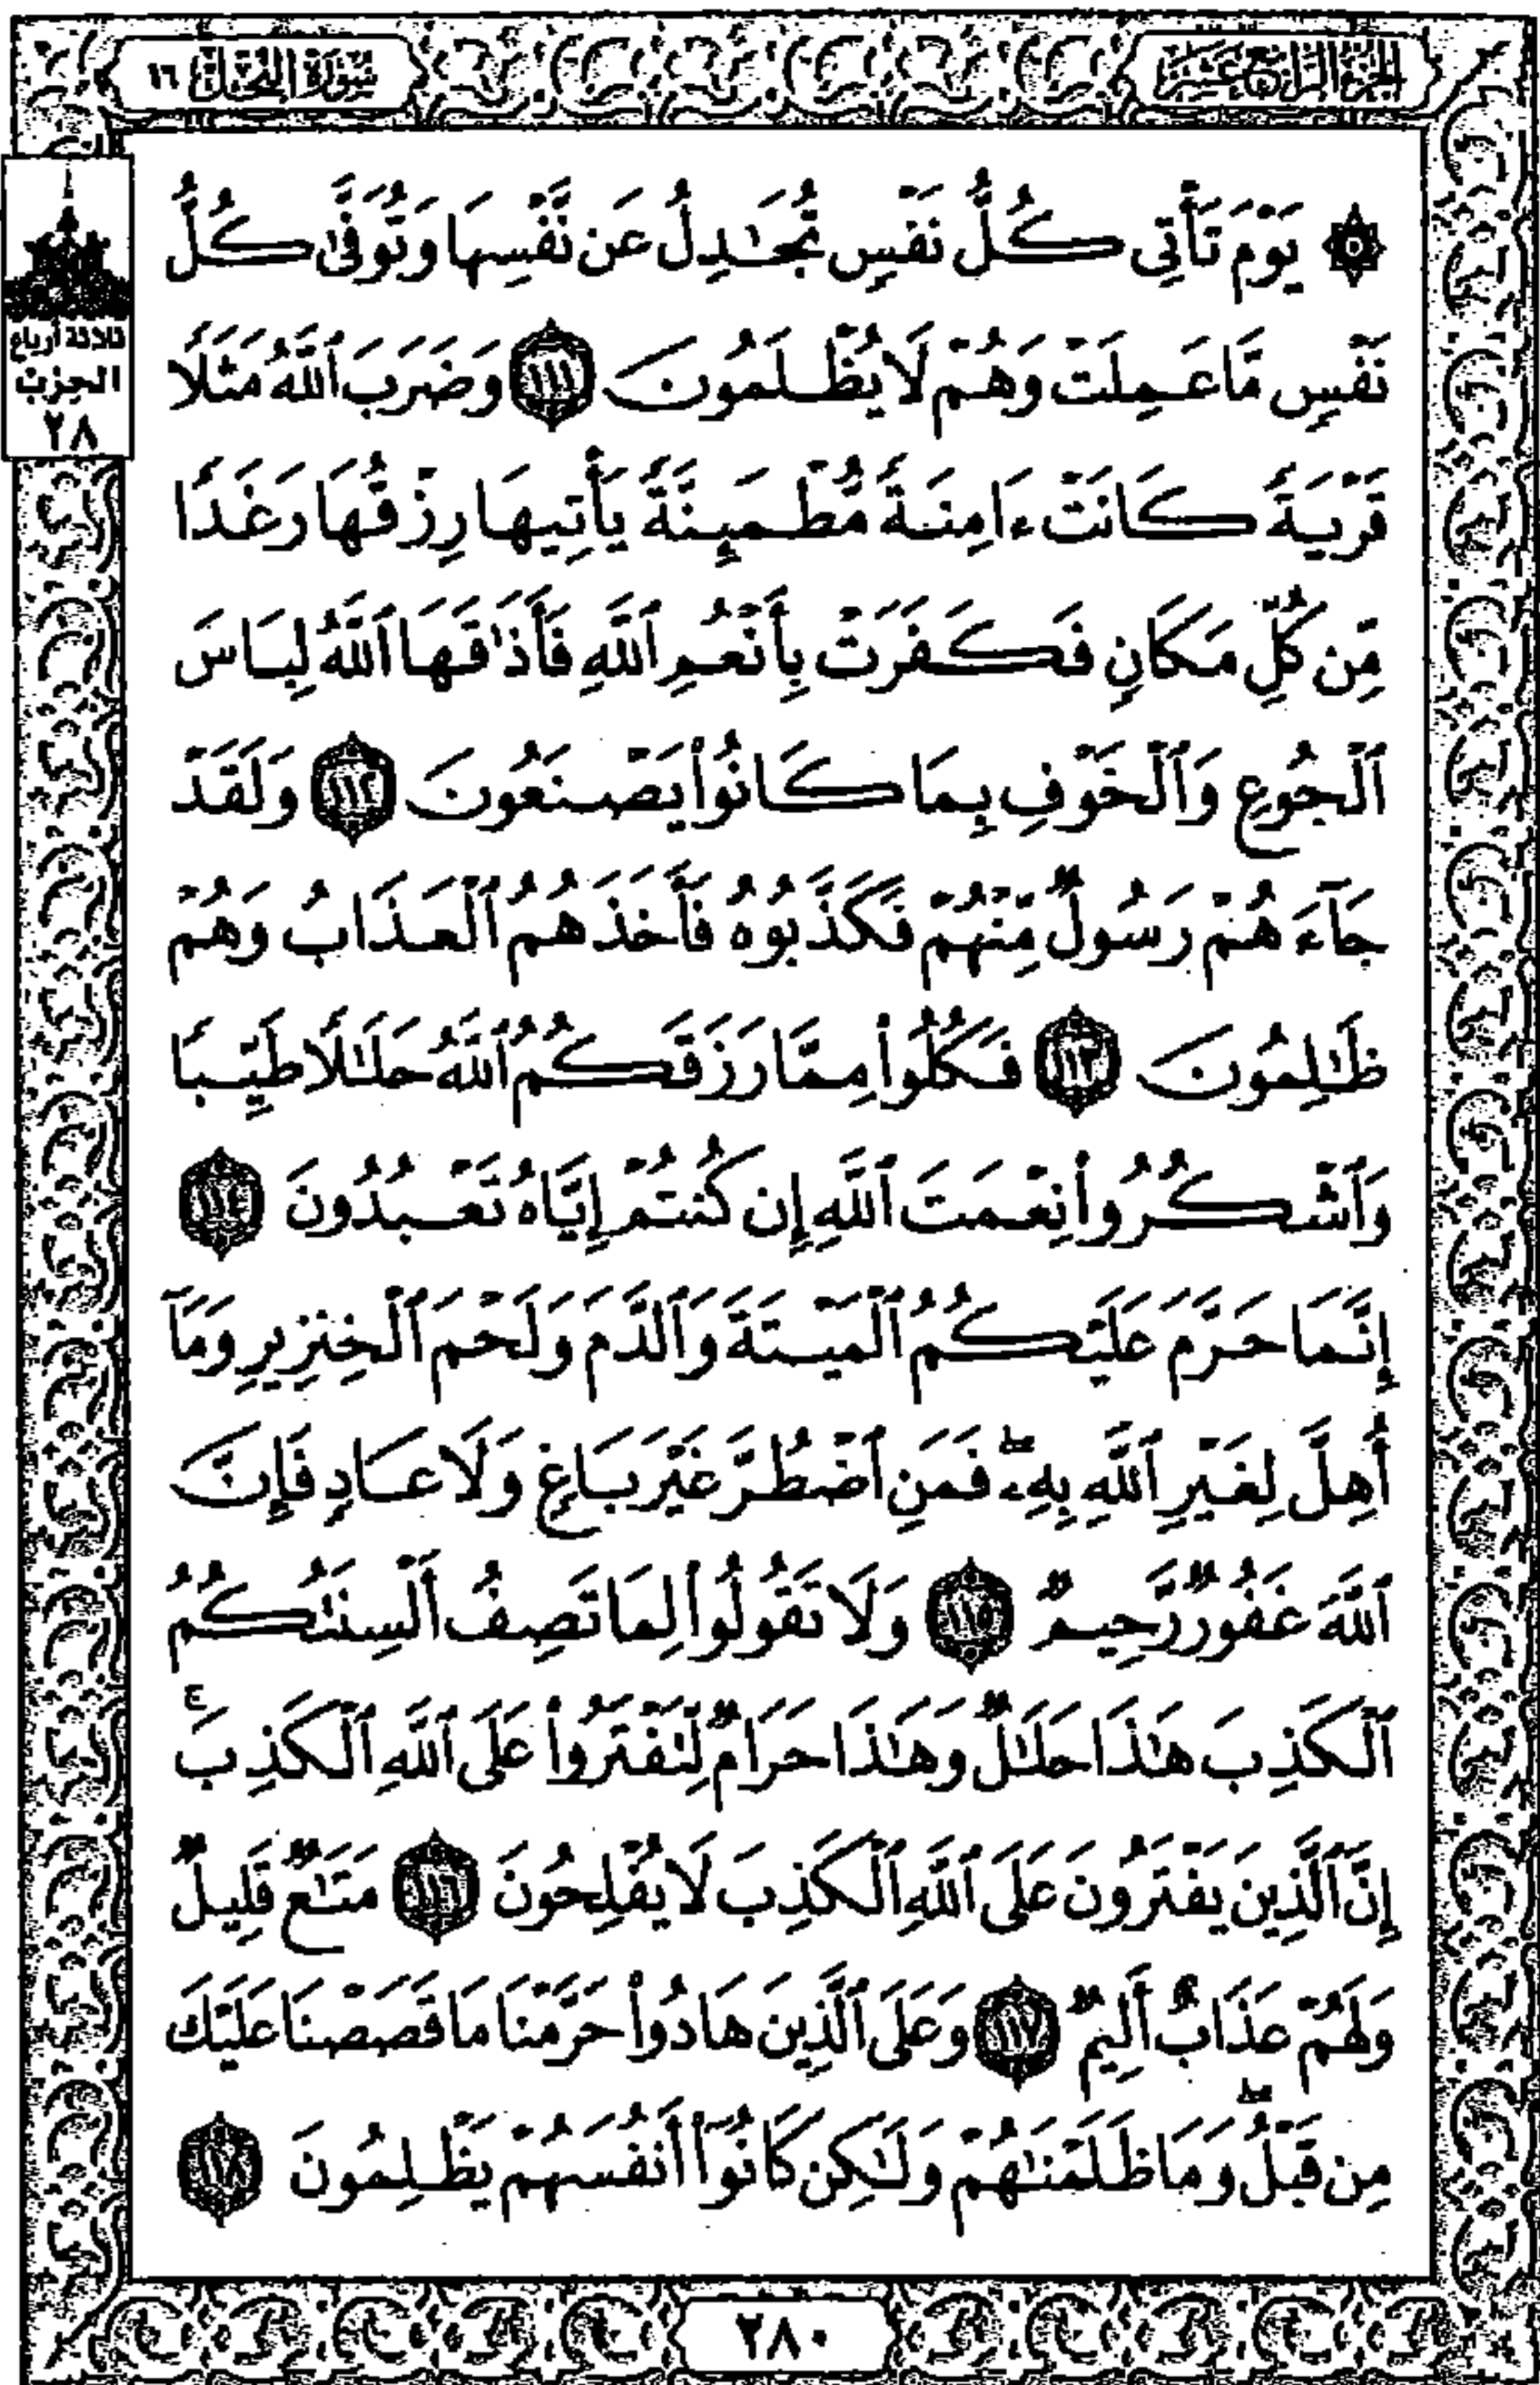 الجزء الرابع عشر
سورة النحل ١٦
ثلاثة أرباع
الحزب
٢٨
۞ يَوْمَ تَأْتِى كُلُّ نَفْسٍ تُجَـٰدِلُ عَن نَّفْسِهَا وَتُوَفَّىٰ كُلُّ
نَفْسٍ مَّا عَمِلَتْ وَهُمْ لَا يُظْلَمُونَ ١١١ وَضَرَبَ ٱللَّهُ مَثَلًا
قَرْيَةً كَانَتْ ءَامِنَةً مُّطْمَئِنَّةً يَأْتِيهَا رِزْقُهَا رَغَدًا
مِّن كُلِّ مَكَانٍ فَكَفَرَتْ بِأَنْعُمِ ٱللَّهِ فَأَذَٰقَهَا ٱللَّهُ لِبَاسَ
ٱلْجُوعِ وَٱلْخَوْفِ بِمَا كَانُوا۟ يَصْنَعُونَ ١١٢ وَلَقَدْ
جَآءَهُمْ رَسُولٌ مِّنْهُمْ فَكَذَّبُوهُ فَأَخَذَهُمُ ٱلْعَذَابُ وَهُمْ
ظَـٰلِمُونَ ١١٣ فَكُلُوا۟ مِمَّا رَزَقَكُمُ ٱللَّهُ حَلَـٰلًا طَيِّبًا
وَٱشْكُرُوا۟ نِعْمَتَ ٱللَّهِ إِن كُنتُمْ إِيَّاهُ تَعْبُدُونَ ١١٤
إِنَّمَا حَرَّمَ عَلَيْكُمُ ٱلْمَيْتَةَ وَٱلدَّمَ وَلَحْمَ ٱلْخِنزِيرِ وَمَآ
أُهِلَّ لِغَيْرِ ٱللَّهِ بِهِۦ ۖ فَمَنِ ٱضْطُرَّ غَيْرَ بَاغٍ وَلَا عَادٍ فَإِنَّ
ٱللَّهَ غَفُورٌ رَّحِيمٌ ١١٥ وَلَا تَقُولُوا۟ لِمَا تَصِفُ أَلْسِنَتُكُمُ
ٱلْكَذِبَ هَـٰذَا حَلَـٰلٌ وَهَـٰذَا حَرَامٌ لِّتَفْتَرُوا۟ عَلَى ٱللَّهِ ٱلْكَذِبَ ۚ
إِنَّ ٱلَّذِينَ يَفْتَرُونَ عَلَى ٱللَّهِ ٱلْكَذِبَ لَا يُفْلِحُونَ ١١٦ مَتَـٰعٌ قَلِيلٌ
وَلَهُمْ عَذَابٌ أَلِيمٌ ١١٧ وَعَلَى ٱلَّذِينَ هَادُوا۟ حَرَّمْنَا مَا قَصَصْنَا عَلَيْكَ
مِن قَبْلُ ۖ وَمَا ظَلَمْنَـٰهُمْ وَلَـٰكِن كَانُوٓا۟ أَنفُسَهُمْ يَظْلِمُونَ ١١٨
٢٨٠